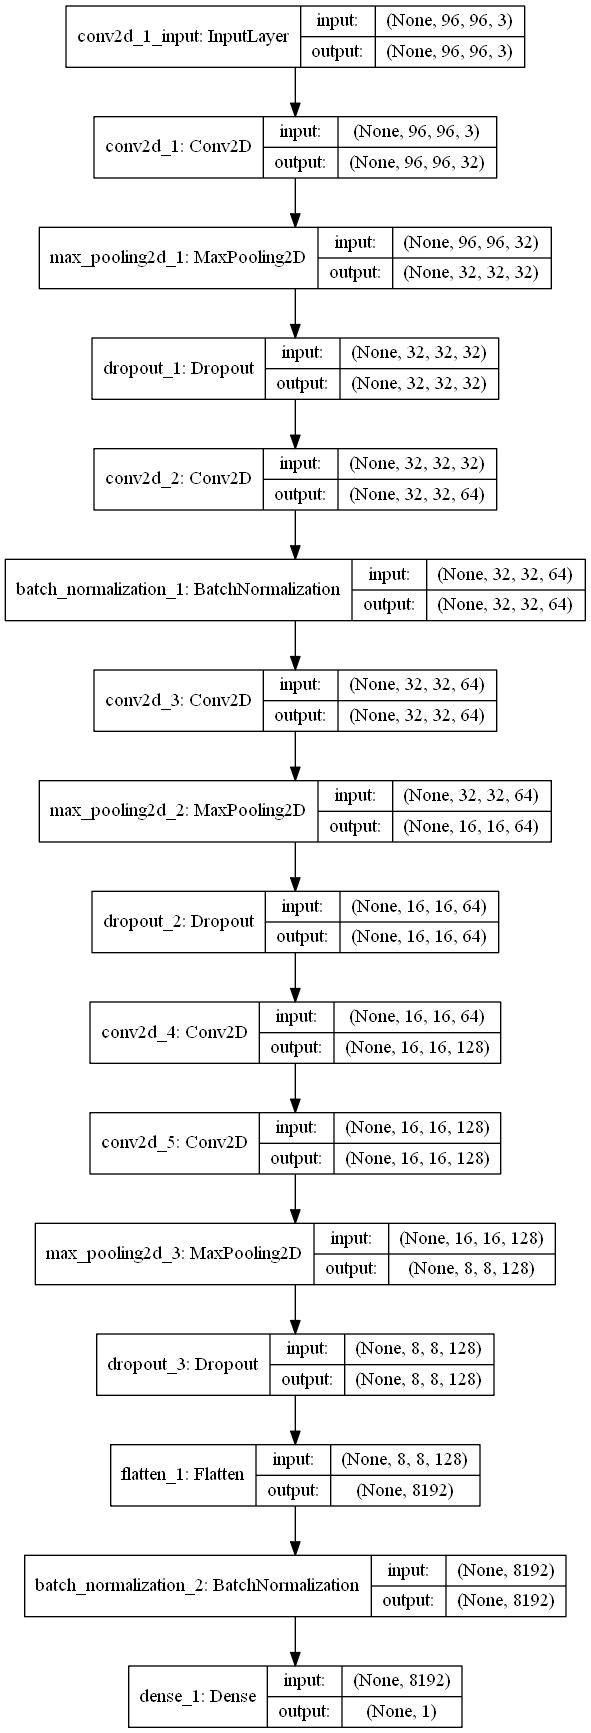 conv2d_1_input: InputLayer
input: (None, 96, 96, 3)
output: (None, 96, 96, 3)
conv2d_1: Conv2D
input: (None, 96, 96, 3)
output: (None, 96, 96, 32)
max_pooling2d_1: MaxPooling2D
input: (None, 96, 96, 32)
output: (None, 32, 32, 32)
dropout_1: Dropout
input: (None, 32, 32, 32)
output: (None, 32, 32, 32)
conv2d_2: Conv2D
input: (None, 32, 32, 32)
output: (None, 32, 32, 64)
batch_normalization_1: BatchNormalization
input: (None, 32, 32, 64)
output: (None, 32, 32, 64)
conv2d_3: Conv2D
input: (None, 32, 32, 64)
output: (None, 32, 32, 64)
max_pooling2d_2: MaxPooling2D
input: (None, 32, 32, 64)
output: (None, 16, 16, 64)
dropout_2: Dropout
input: (None, 16, 16, 64)
output: (None, 16, 16, 64)
conv2d_4: Conv2D
input: (None, 16, 16, 64)
output: (None, 16, 16, 128)
conv2d_5: Conv2D
input: (None, 16, 16, 128)
output: (None, 16, 16, 128)
max_pooling2d_3: MaxPooling2D
input: (None, 16, 16, 128)
output: (None, 8, 8, 128)
dropout_3: Dropout
input: (None, 8, 8, 128)
output: (None, 8, 8, 128)
flatten_1: Flatten
input: (None, 8, 8, 128)
output: (None, 8192)
batch_normalization_2: BatchNormalization
input: (None, 8192)
output: (None, 8192)
dense_1: Dense
input: (None, 8192)
output: (None, 1)